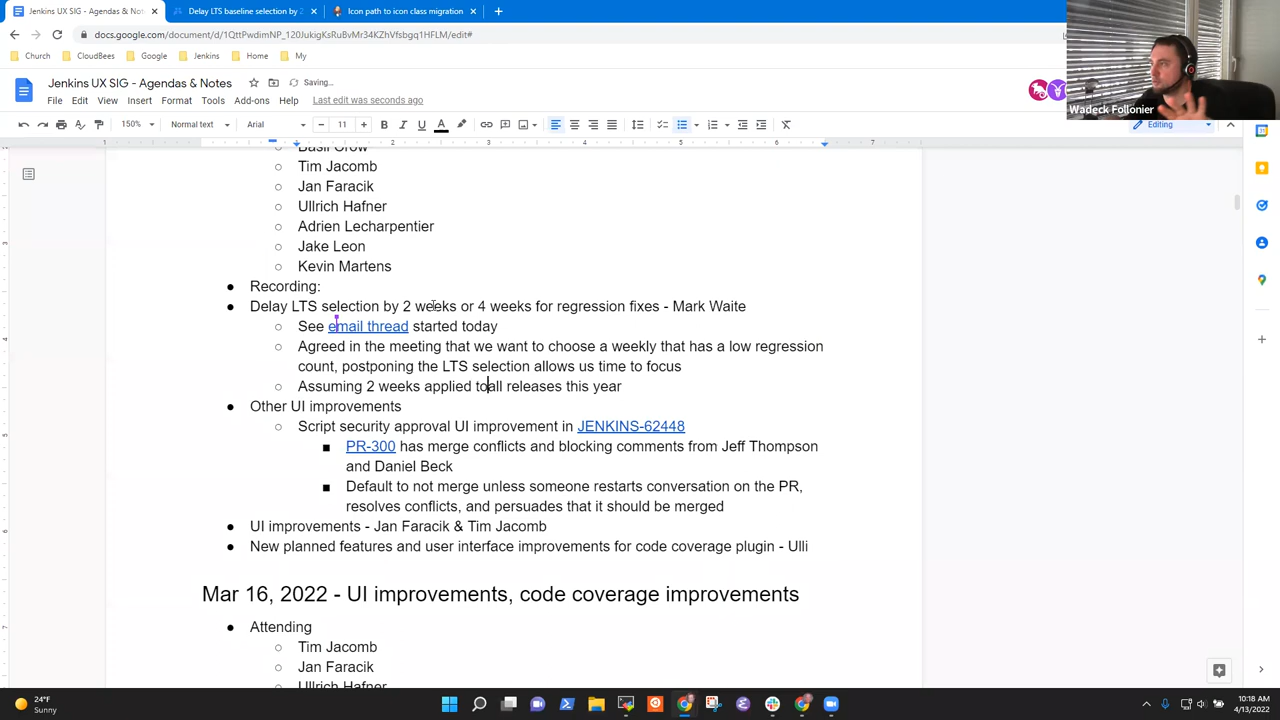 Jenkins UX SIG - Agendas & Not
Delay LTS baseline selection by 2
Icon path to icon class migration
docs.google.com/document/d/1QttPwdimNP_120JukigKsRuBvMr34KZhVfsbgq1HFLM/edit#
Church
CloudBees
Google
Jenkins
Home
My
Jenkins UX SIG - Agendas & Notes
Saving...
File Edit View Insert Format Tools Add-ons Help Last edit was seconds ago
Wadeck Follonier
150% Normal text Arial 11 Editing
Basil Crow
Tim Jacomb
Jan Faracik
Ullrich Hafner
Adrien Lecharpentier
Jake Leon
Kevin Martens
Recording:
Delay LTS selection by 2 weeks or 4 weeks for regression fixes - Mark Waite
See email thread started today
Agreed in the meeting that we want to choose a weekly that has a low regression
count, postponing the LTS selection allows us time to focus
Assuming 2 weeks applied toall releases this year
Other UI improvements
Script security approval UI improvement in JENKINS-62448
PR-300 has merge conflicts and blocking comments from Jeff Thompson
and Daniel Beck
Default to not merge unless someone restarts conversation on the PR,
resolves conflicts, and persuades that it should be merged
UI improvements - Jan Faracik & Tim Jacomb
New planned features and user interface improvements for code coverage plugin - Ulli
Mar 16, 2022 - UI improvements, code coverage improvements
Attending
Tim Jacomb
Jan Faracik
Ullrich Hafner
24°F
Sunny
10:18 AM
4/13/2022